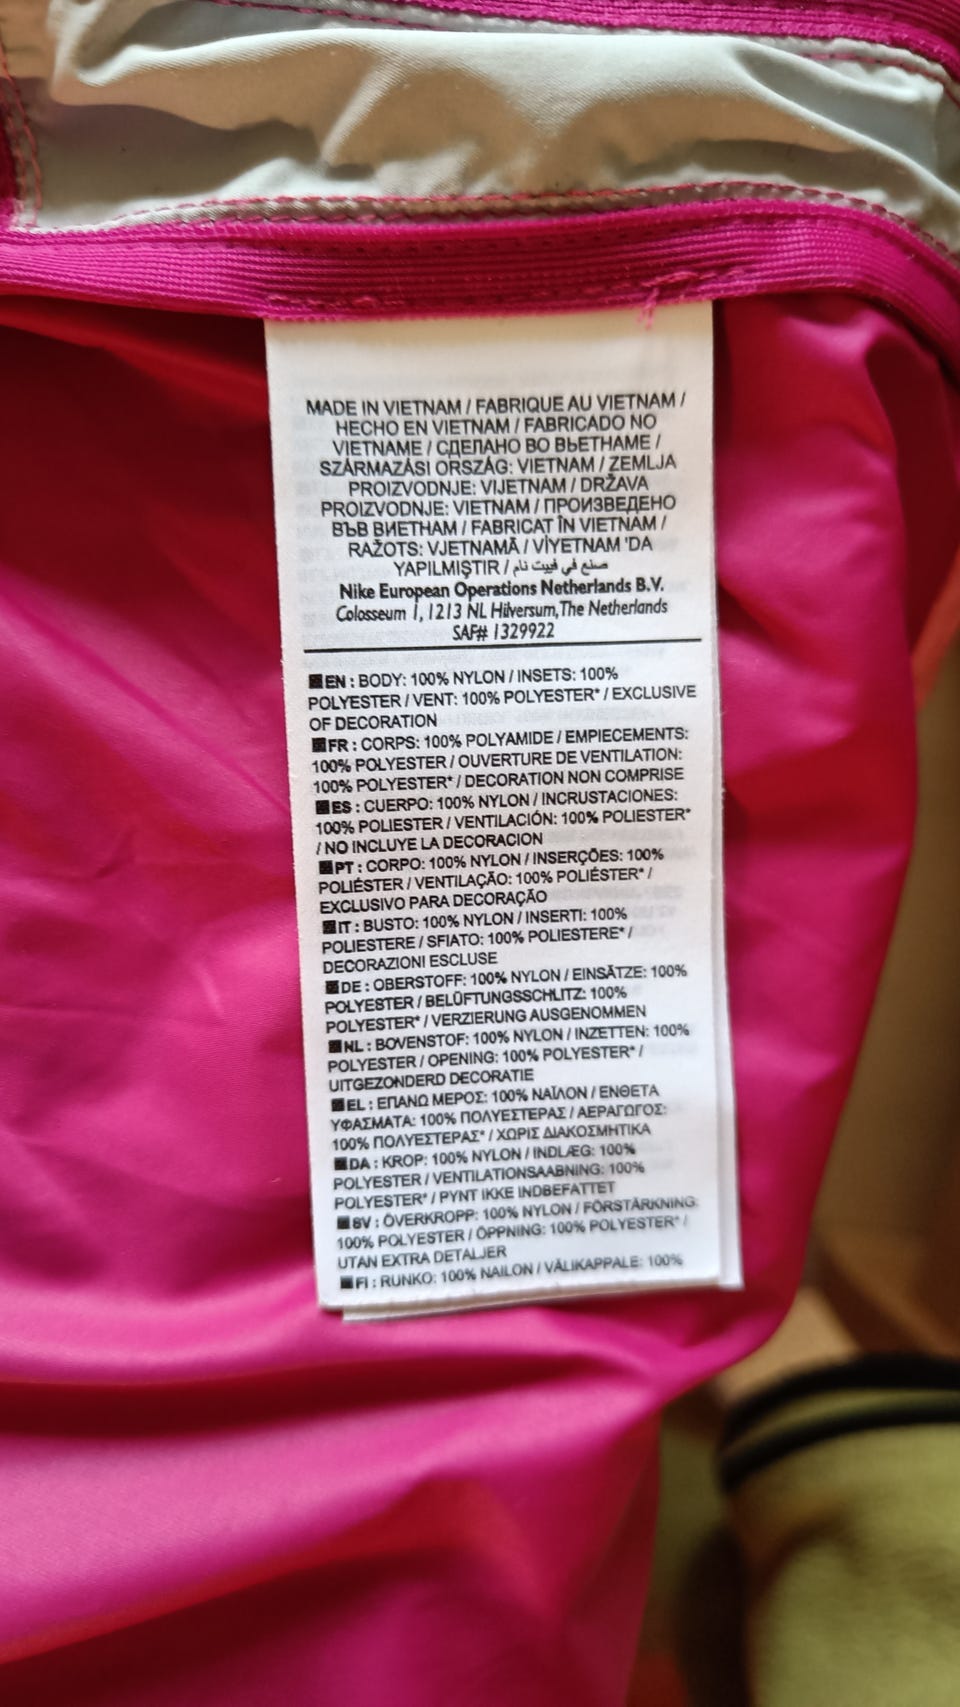 MADE IN VIETNAM / FABRIQUE AU VIETNAM /
HECHO EN VIETNAM / FABRICADO NO
VIETNAME / СДЕЛАНО ВО ВЬЕТНАМЕ /
SZÁRMAZÁSI ORSZÁG: VIETNAM / ZEMLJA
PROIZVODNJE: VIJETNAM / DRŽAVA
PROIZVODNJE: VIETNAM / ПРОИЗВЕДЕНО
ВЪВ ВИЕТНАМ / FABRICAT ÎN VIETNAM /
RAŽOTS: VJETNAMĀ / VİYETNAM 'DA
YAPILMIŞTIR / صنع في فييت نام
Nike European Operations Netherlands B.V.
Colosseum 1, 1213 NL Hilversum, The Netherlands
SAF# 1329922
EN : BODY: 100% NYLON / INSETS: 100%
POLYESTER / VENT: 100% POLYESTER* / EXCLUSIVE
OF DECORATION
FR : CORPS: 100% POLYAMIDE / EMPIECEMENTS:
100% POLYESTER / OUVERTURE DE VENTILATION:
100% POLYESTER* / DECORATION NON COMPRISE
ES : CUERPO: 100% NYLON / INCRUSTACIONES:
100% POLIESTER / VENTILACIÓN: 100% POLIESTER*
/ NO INCLUYE LA DECORACION
PT : CORPO: 100% NYLON / INSERÇÕES: 100%
POLIÉSTER / VENTILAÇÃO: 100% POLIÉSTER* /
EXCLUSIVO PARA DECORAÇÃO
IT : BUSTO: 100% NYLON / INSERTI: 100%
POLIESTERE / SFIATO: 100% POLIESTERE* /
DECORAZIONI ESCLUSE
DE : OBERSTOFF: 100% NYLON / EINSÄTZE: 100%
POLYESTER / BELÜFTUNGSSCHLITZ: 100%
POLYESTER* / VERZIERUNG AUSGENOMMEN
NL : BOVENSTOF: 100% NYLON / INZETTEN: 100%
POLYESTER / OPENING: 100% POLYESTER* /
UITGEZONDERD DECORATIE
EL : ΕΠΑΝΩ ΜΕΡΟΣ: 100% ΝΑΪΛΟΝ / ΕΝΘΕΤΑ
ΥΦΑΣΜΑΤΑ: 100% ΠΟΛΥΕΣΤΕΡΑΣ / ΑΕΡΑΓΩΓΟΣ:
100% ΠΟΛΥΕΣΤΕΡΑΣ* / ΧΩΡΙΣ ΔΙΑΚΟΣΜΗΤΙΚΑ
DA : KROP: 100% NYLON / INDLÆG: 100%
POLYESTER / VENTILATIONSAABNING: 100%
POLYESTER* / PYNT IKKE INDBEFATTET
SV : ÖVERKROPP: 100% NYLON / FÖRSTÄRKNING:
100% POLYESTER / ÖPPNING: 100% POLYESTER* /
UTAN EXTRA DETALJER
FI : RUNKO: 100% NAILON / VÄLIKAPPALE: 100%